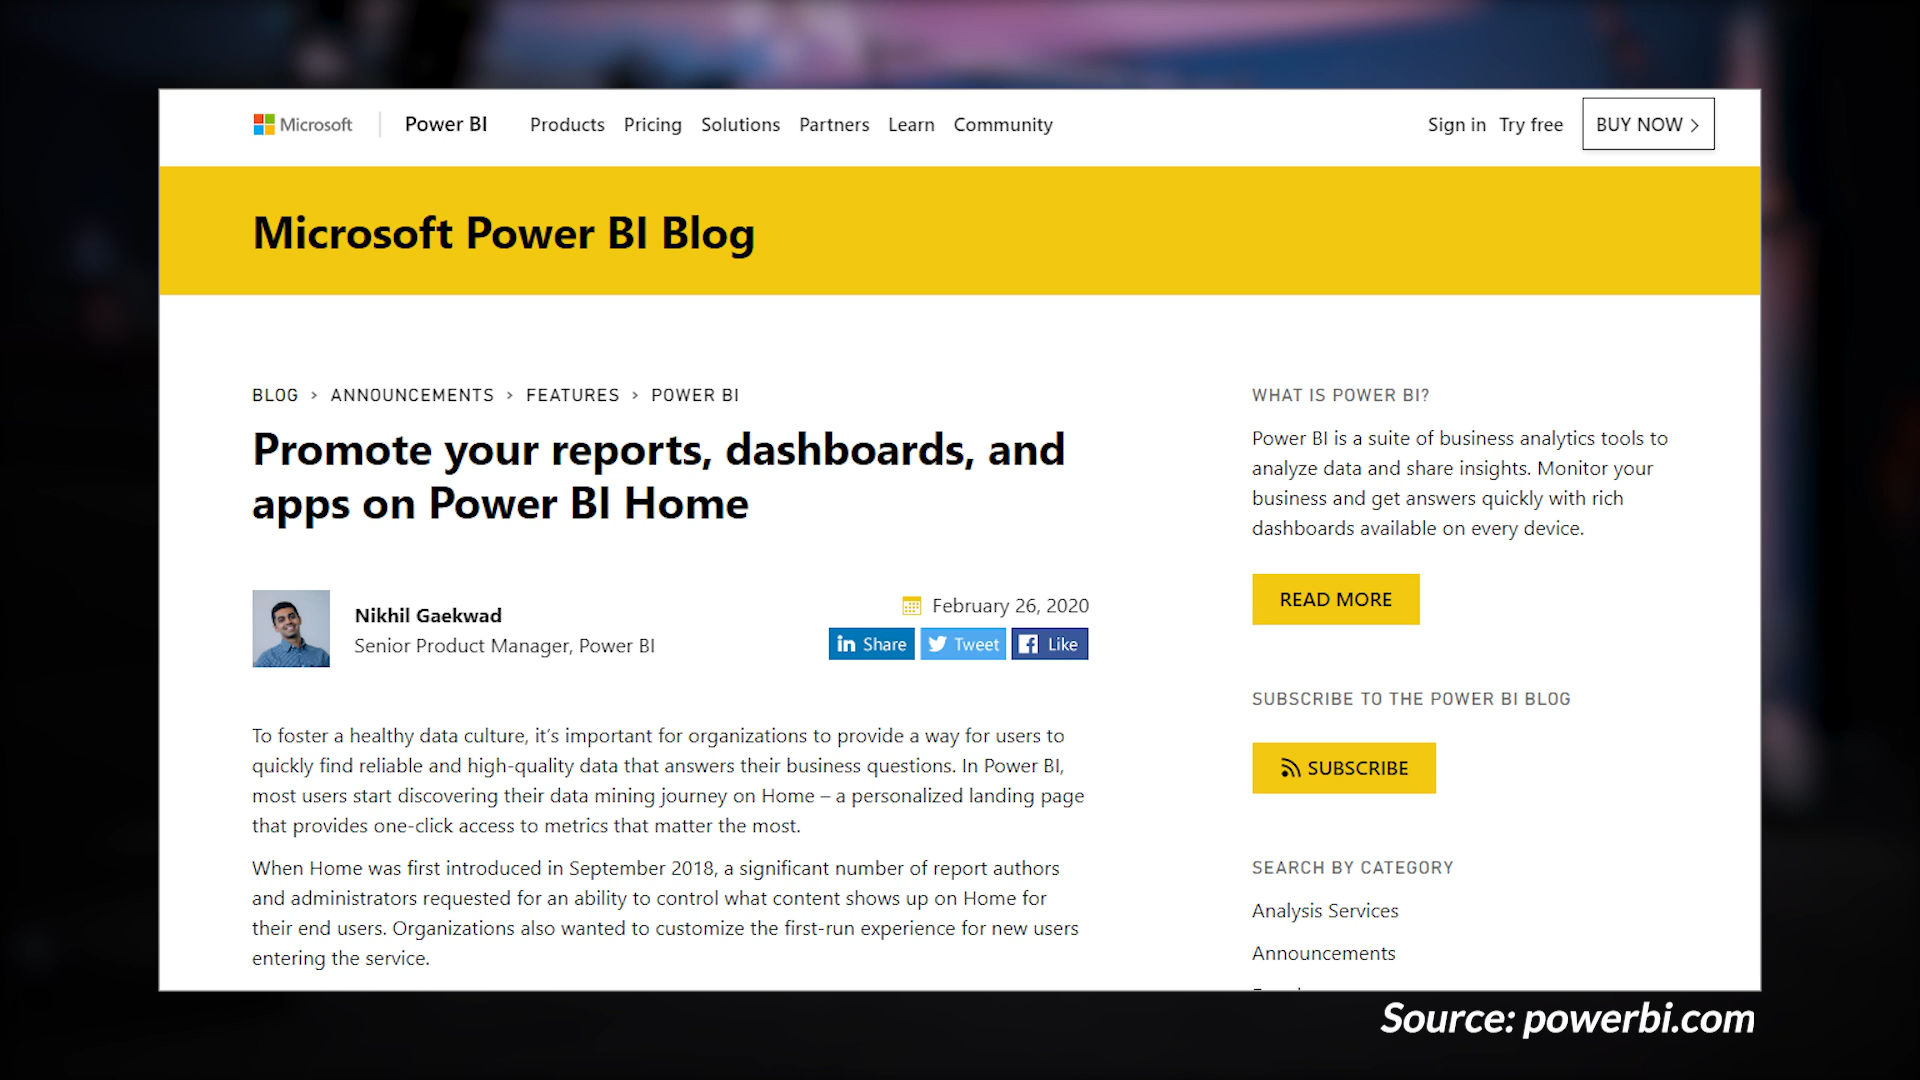 Microsoft Power BI Products Pricing Solutions Partners Learn Community Sign in Try free BUY NOW >
Microsoft Power BI Blog
BLOG > ANNOUNCEMENTS > FEATURES > POWER BI
Promote your reports, dashboards, and
apps on Power BI Home
Nikhil Gaekwad
Senior Product Manager, Power BI
February 26, 2020
in Share Tweet Like
To foster a healthy data culture, it’s important for organizations to provide a way for users to
quickly find reliable and high-quality data that answers their business questions. In Power BI,
most users start discovering their data mining journey on Home – a personalized landing page
that provides one-click access to metrics that matter the most.
When Home was first introduced in September 2018, a significant number of report authors
and administrators requested for an ability to control what content shows up on Home for
their end users. Organizations also wanted to customize the first-run experience for new users
entering the service.
WHAT IS POWER BI?
Power BI is a suite of business analytics tools to
analyze data and share insights. Monitor your
business and get answers quickly with rich
dashboards available on every device.
READ MORE
SUBSCRIBE TO THE POWER BI BLOG
SUBSCRIBE
SEARCH BY CATEGORY
Analysis Services
Announcements
Source: powerbi.com